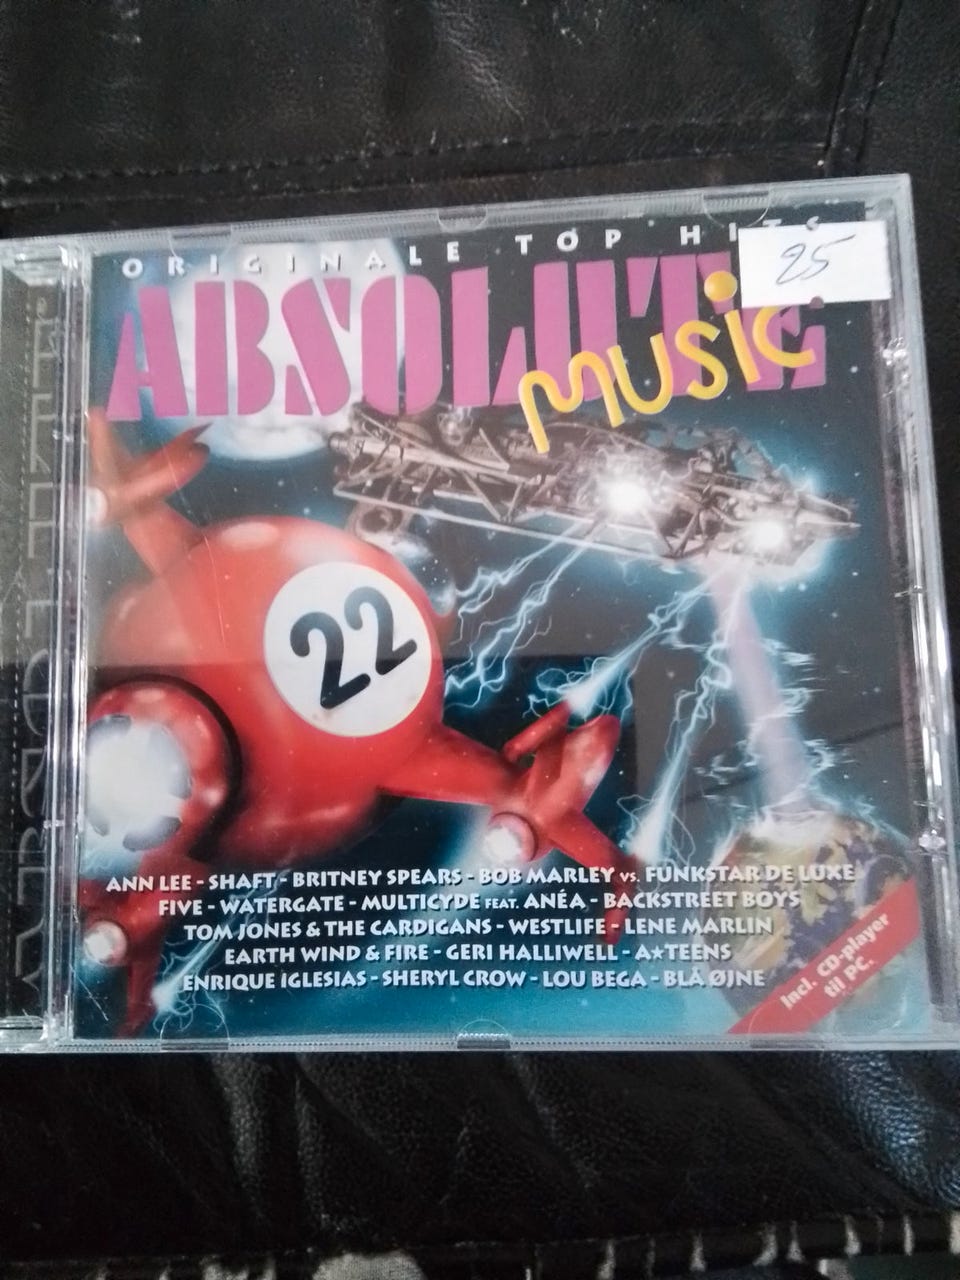 ORIGINALE TOP HITS
25
ABSOLUTE
MUSIC
22
ANN LEE - SHAFT - BRITNEY SPEARS - BOB MARLEY VS. FUNKSTAR DE LUXE
FIVE - WATERGATE - MULTICYDE FEAT. ANÉA - BACKSTREET BOYS
TOM JONES & THE CARDIGANS - WESTLIFE - LENE MARLIN
EARTH WIND & FIRE - GERI HALLIWELL - A★TEENS
ENRIQUE IGLESIAS - SHERYL CROW - LOU BEGA - BLÅ ØJNE
Incl. CD-player
til PC.